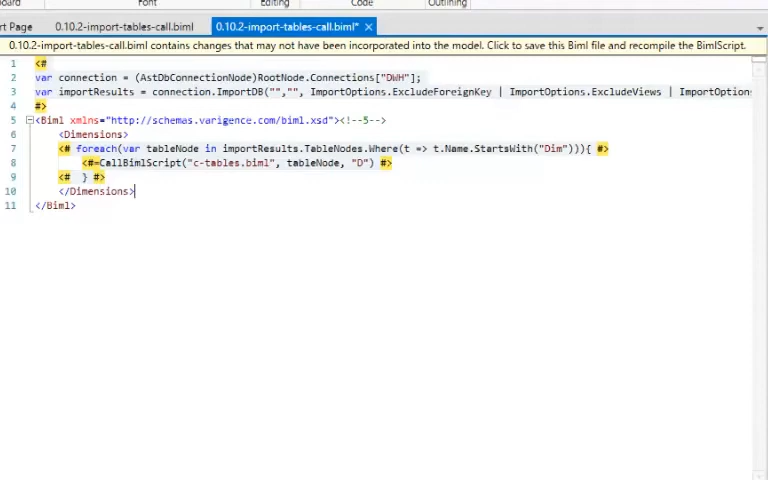 board Font Editing Code Outlining
rt Page 0.10.2-import-tables-call.biml 0.10.2-import-tables-call.biml*
0.10.2-import-tables-call.biml contains changes that may not have been incorporated into the model. Click to save this Biml file and recompile the BimlScript.
1 <#
2 var connection = (AstDbConnectionNode)RootNode.Connections["DWH"];
3 var importResults = connection.ImportDB("","", ImportOptions.ExcludeForeignKey | ImportOptions.ExcludeViews | ImportOptions
4 #>
5 <Biml xmlns="http://schemas.varigence.com/biml.xsd"><!--5-->
6 <Dimensions>
7 <# foreach(var tableNode in importResults.TableNodes.Where(t => t.Name.StartsWith("Dim"))){ #>
8 <#=CallBimlScript("c-tables.biml", tableNode, "D") #>
9 <# } #>
10 </Dimensions>
11 </Biml>